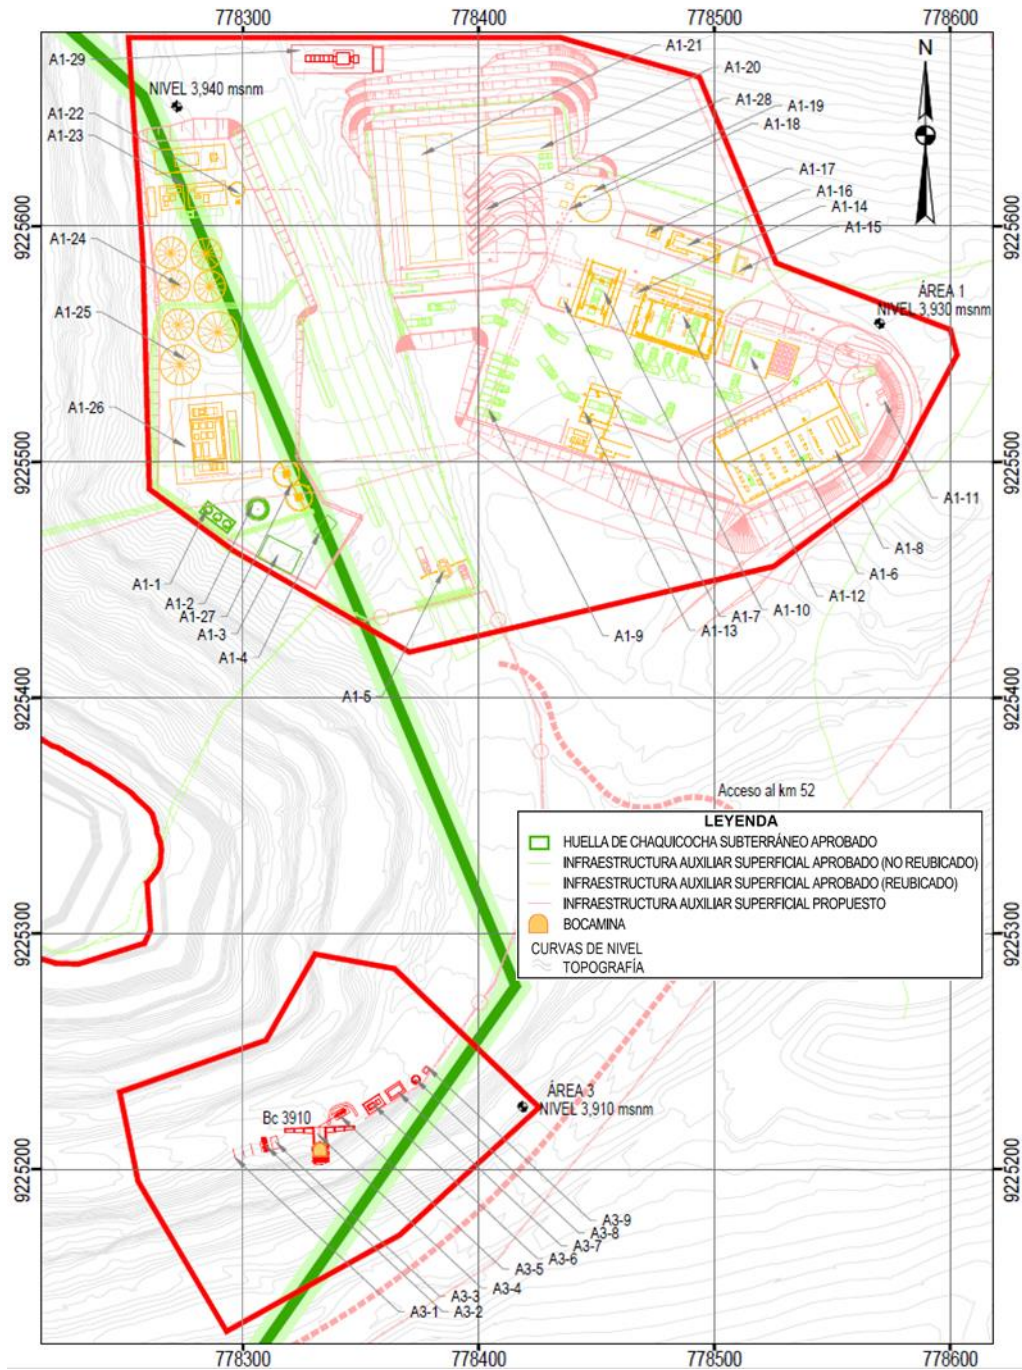 778300
778400
778500
778600
A1-21
A1-20
A1-28
A1-19
A1-18
A1-17
A1-16
A1-14
A1-15
A1-29
NIVEL 3,940 msnm
A1-22
A1-23
N
9225600
9225600
A1-24
A1-25
A1-26
ÁREA 1
NIVEL 3,930 msnm
9225500
9225500
A1-11
A1-8
A1-6
A1-12
A1-10
A1-7
A1-13
A1-9
A1-1
A1-2
A1-27
A1-3
A1-4
A1-5
9225400
9225400
Acceso al km 52
LEYENDA
HUELLA DE CHAQUICOCHA SUBTERRÁNEO APROBADO
INFRAESTRUCTURA AUXILIAR SUPERFICIAL APROBADO (NO REUBICADO)
INFRAESTRUCTURA AUXILIAR SUPERFICIAL APROBADO (REUBICADO)
INFRAESTRUCTURA AUXILIAR SUPERFICIAL PROPUESTO
BOCAMINA
CURVAS DE NIVEL
TOPOGRAFÍA
9225300
9225300
ÁREA 3
NIVEL 3,910 msnm
Bc 3910
9225200
9225200
A3-9
A3-8
A3-7
A3-6
A3-5
A3-4
A3-3
A3-1
A3-2
778300
778400
778500
778600